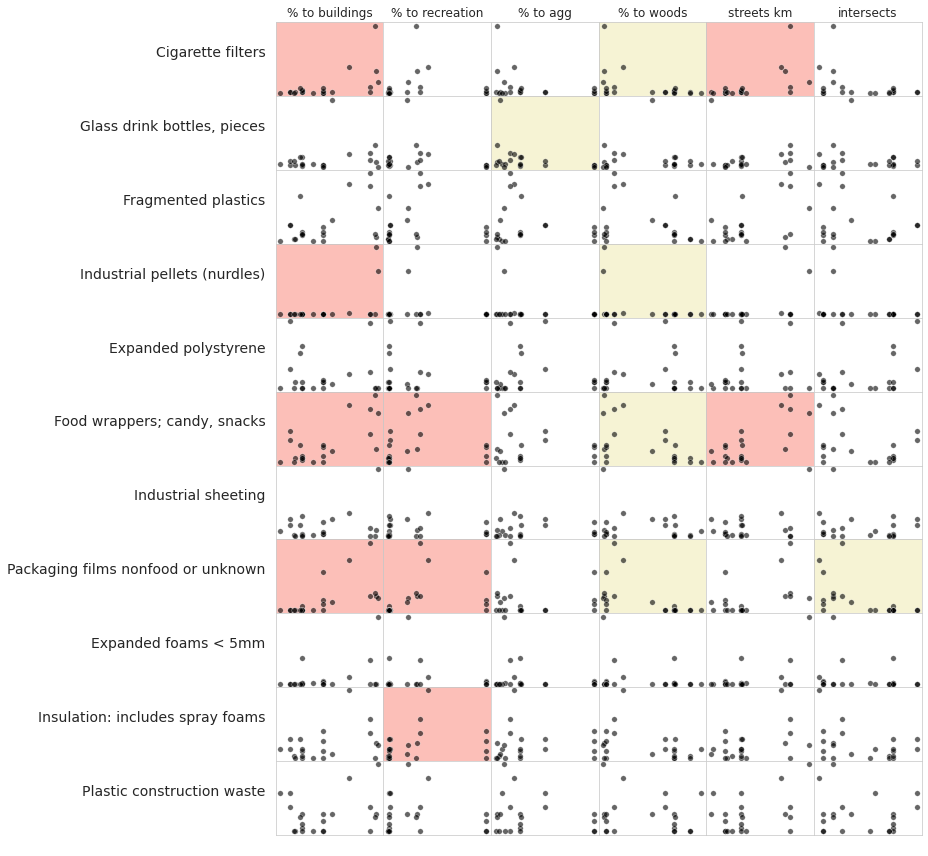 % to buildings % to recreation % to agg % to woods streets km intersects
Cigarette filters
Glass drink bottles, pieces
Fragmented plastics
Industrial pellets (nurdles)
Expanded polystyrene
Food wrappers; candy, snacks
Industrial sheeting
Packaging films nonfood or unknown
Expanded foams < 5mm
Insulation: includes spray foams
Plastic construction waste